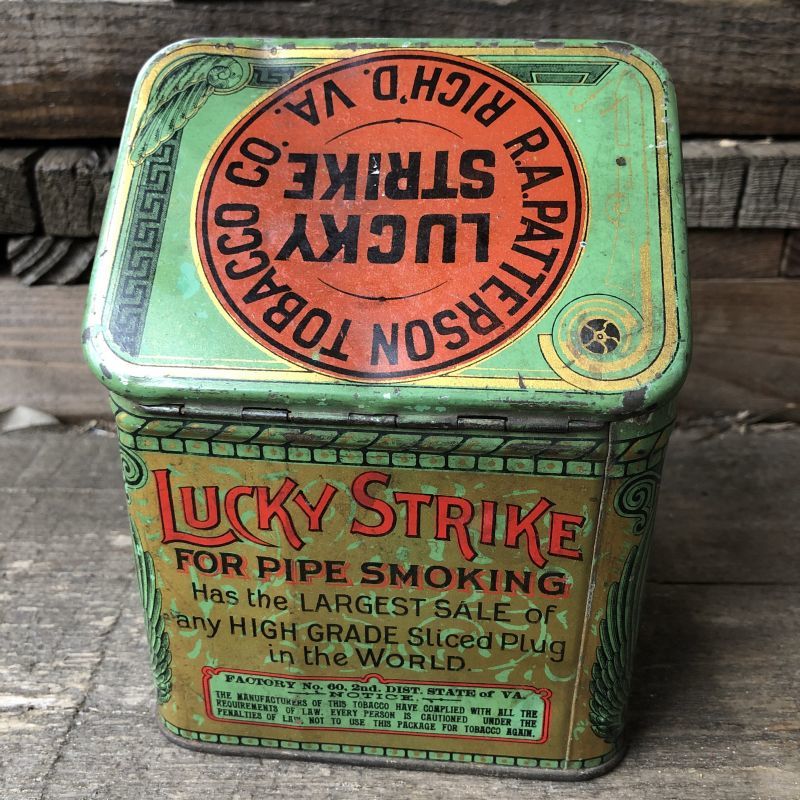 R.A. PATTERSON TOBACCO CO.
RICH'D. VA.
LUCKY
STRIKE
LUCKY STRIKE
FOR PIPE SMOKING
Has the LARGEST SALE of
any HIGH GRADE Sliced Plug
in the WORLD.
FACTORY No. 60, 2nd. DIST. STATE of VA.
NOTICE.
THE MANUFACTURERS OF THIS TOBACCO HAVE COMPLIED WITH ALL THE
REQUIREMENTS OF LAW. EVERY PERSON IS CAUTIONED UNDER THE
PENALTIES OF LAW, NOT TO USE THIS PACKAGE FOR TOBACCO AGAIN.